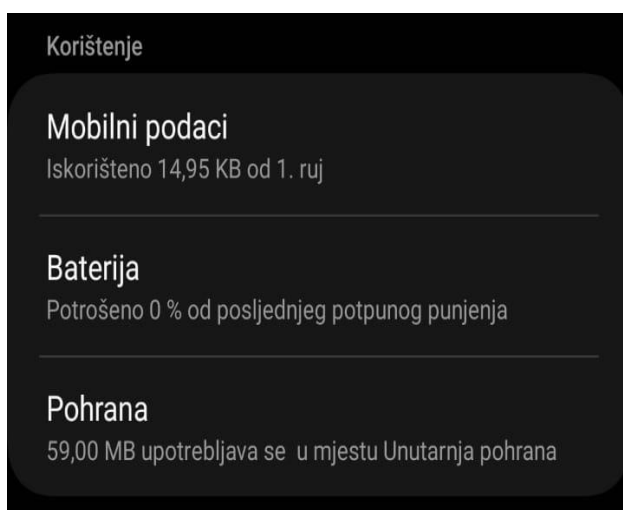 Korištenje
Mobilni podaci
Iskorišteno 14,95 KB od 1. ruj
Baterija
Potrošeno 0 % od posljednjeg potpunog punjenja
Pohrana
59,00 MB upotrebljava se  u mjestu Unutarnja pohrana